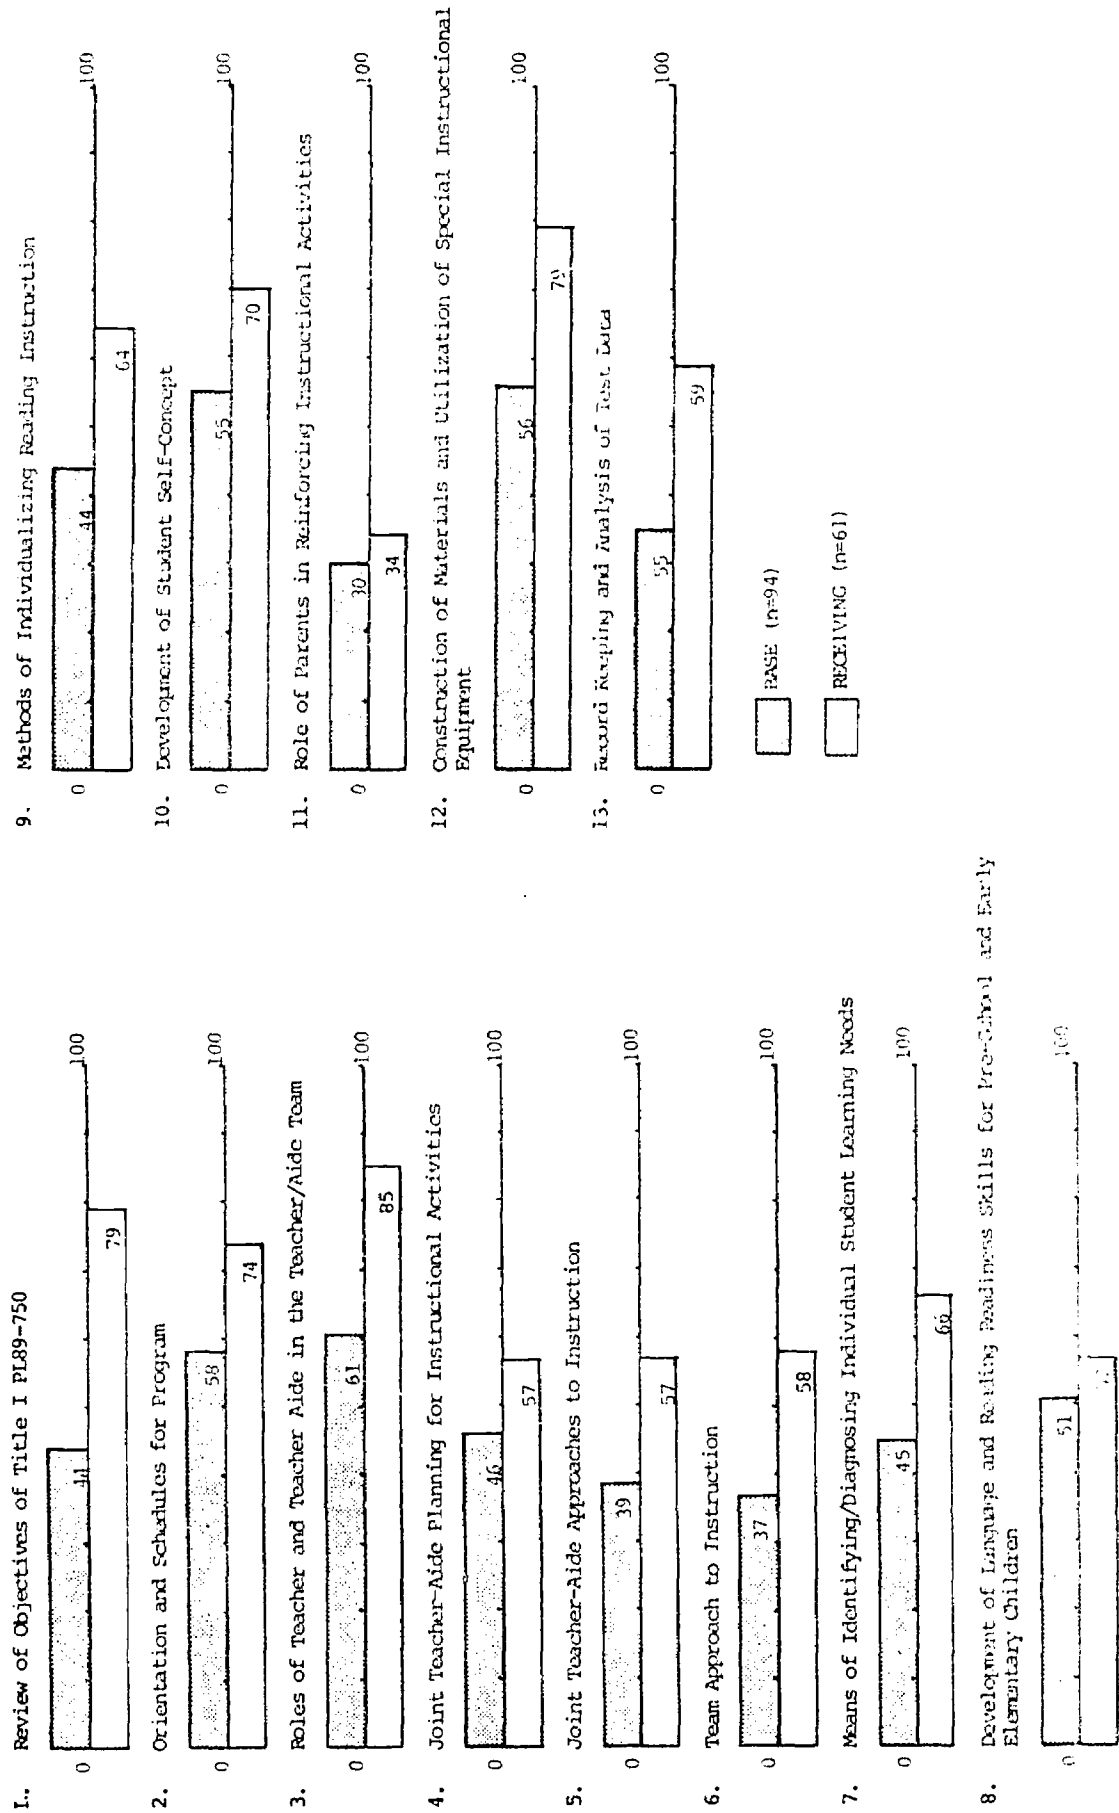 1. Review of Objectives of Title I PL89-750
0 100
44
79
2. Orientation and Schedules for Program
0 100
58
74
3. Roles of Teacher and Teacher Aide in the Teacher/Aide Team
0 100
61
85
4. Joint Teacher-Aide Planning for Instructional Activities
0 100
46
57
5. Joint Teacher-Aide Approaches to Instruction
0 100
39
57
6. Team Approach to Instruction
0 100
37
58
7. Means of Identifying/Diagnosing Individual Student Learning Needs
0 100
45
66
8. Development of Language and Reading Readiness Skills for Pre-School and Early
Elementary Children
0 100
51
9. Methods of Individualizing Reading Instruction
0 100
44
64
10. Development of Student Self-Concept
0 100
55
70
11. Role of Parents in Reinforcing Instructional Activities
0 100
30
34
12. Construction of Materials and Utilization of Special Instructional
Equipment
0 100
56
79
13. Record Keeping and Analysis of Test Data
0 100
55
59
BASE (n=94)
RECEIVING (n=61)